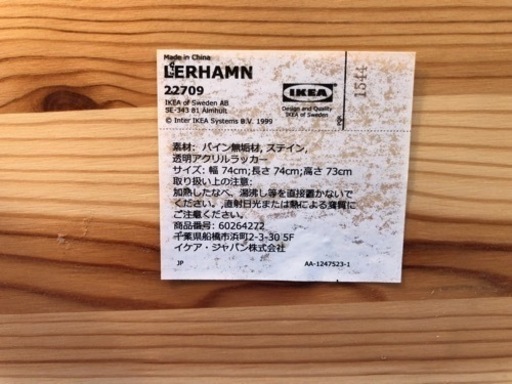 Made in China
LERHAMN
22709
IKEA of Sweden AB
SE-343 81 Älmhult
© Inter IKEA Systems B.V. 1999
IKEA
Design and Quality
IKEA of Sweden
1544
素材: パイン無垢材, ステイン,
透明アクリルラッカー
サイズ: 幅 74cm;長さ 74cm;高さ 73cm
取り扱い上の注意:
加熱したなべ、湯沸し等を直接置かないで
ください。,直射日光または熱による変質に
ご注意ください。
商品番号: 60264272
千葉県船橋市浜町2-3-30 5F
イケア・ジャパン株式会社
JP
AA-1247523-1